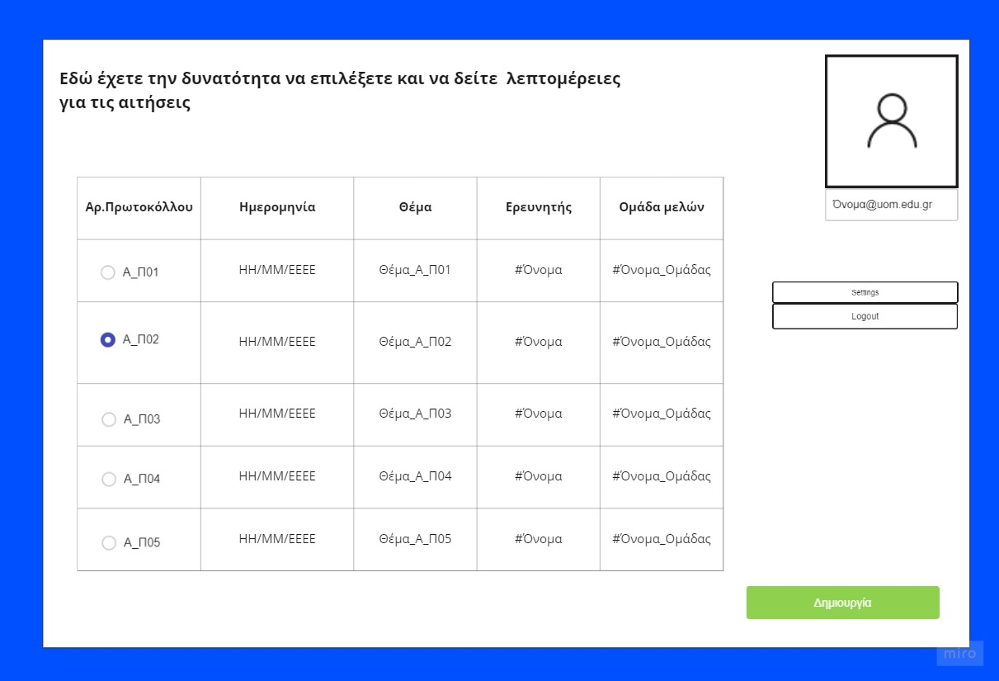 Εδώ έχετε την δυνατότητα να επιλέξετε και να δείτε λεπτομέρειες
για τις αιτήσεις
Όνομα@uom.edu.gr
Settings
Logout
Αρ.Πρωτοκόλλου Ημερομηνία Θέμα Ερευνητής Ομάδα μελών
Α_Π01 ΗΗ/ΜΜ/ΕΕΕΕ Θέμα_Α_Π01 #Όνομα #Όνομα_Ομάδας
Α_Π02 ΗΗ/ΜΜ/ΕΕΕΕ Θέμα_Α_Π02 #Όνομα #Όνομα_Ομάδας
Α_Π03 ΗΗ/ΜΜ/ΕΕΕΕ Θέμα_Α_Π03 #Όνομα #Όνομα_Ομάδας
Α_Π04 ΗΗ/ΜΜ/ΕΕΕΕ Θέμα_Α_Π04 #Όνομα #Όνομα_Ομάδας
Α_Π05 ΗΗ/ΜΜ/ΕΕΕΕ Θέμα_Α_Π05 #Όνομα #Όνομα_Ομάδας
Δημιουργία
miro